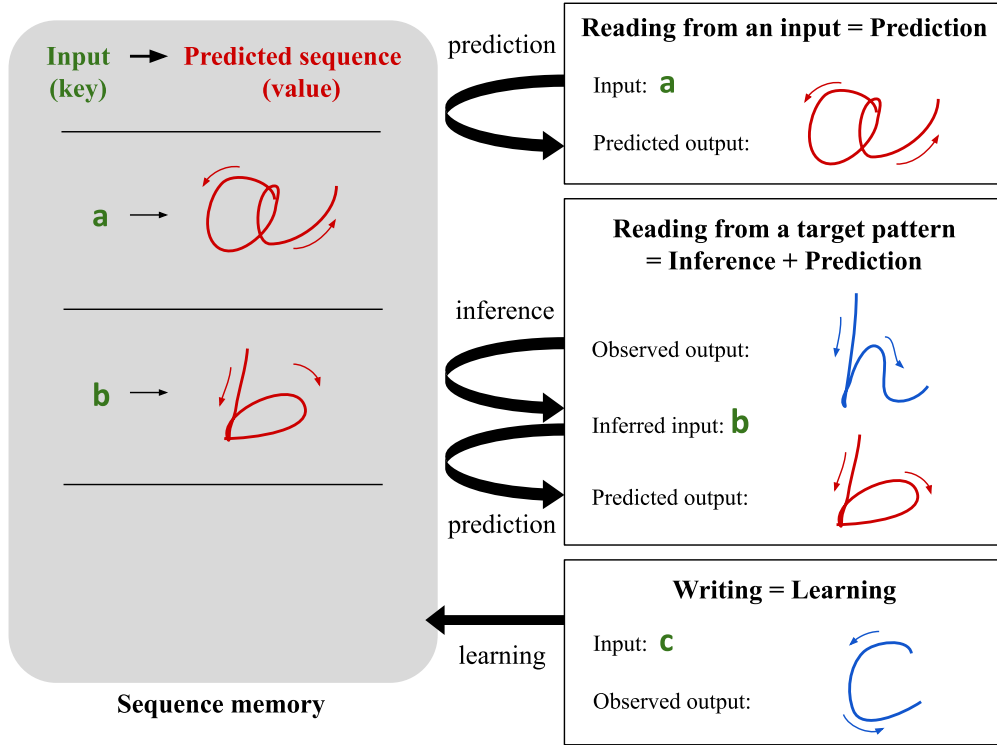 Input → Predicted sequence
(key) (value)
a → a
b → b
Sequence memory
prediction
inference
prediction
learning
Reading from an input = Prediction
Input: a
Predicted output: a
Reading from a target pattern
= Inference + Prediction
Observed output: h
Inferred input: b
Predicted output: b
Writing = Learning
Input: c
Observed output: c